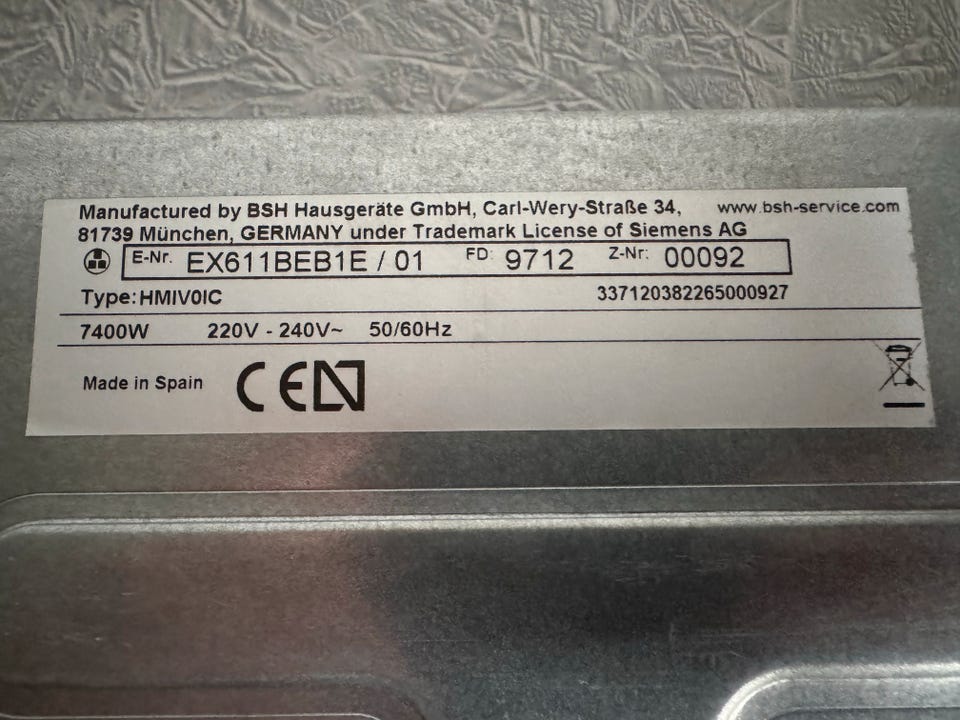 Manufactured by BSH Hausgeräte GmbH, Carl-Wery-Straße 34, www.bsh-service.com
81739 München, GERMANY under Trademark License of Siemens AG
E-Nr. EX611BEB1E / 01 FD: 9712 Z-Nr: 00092
Type:HMIV0IC 337120382265000927
7400W 220V - 240V~ 50/60Hz
Made in Spain CE N